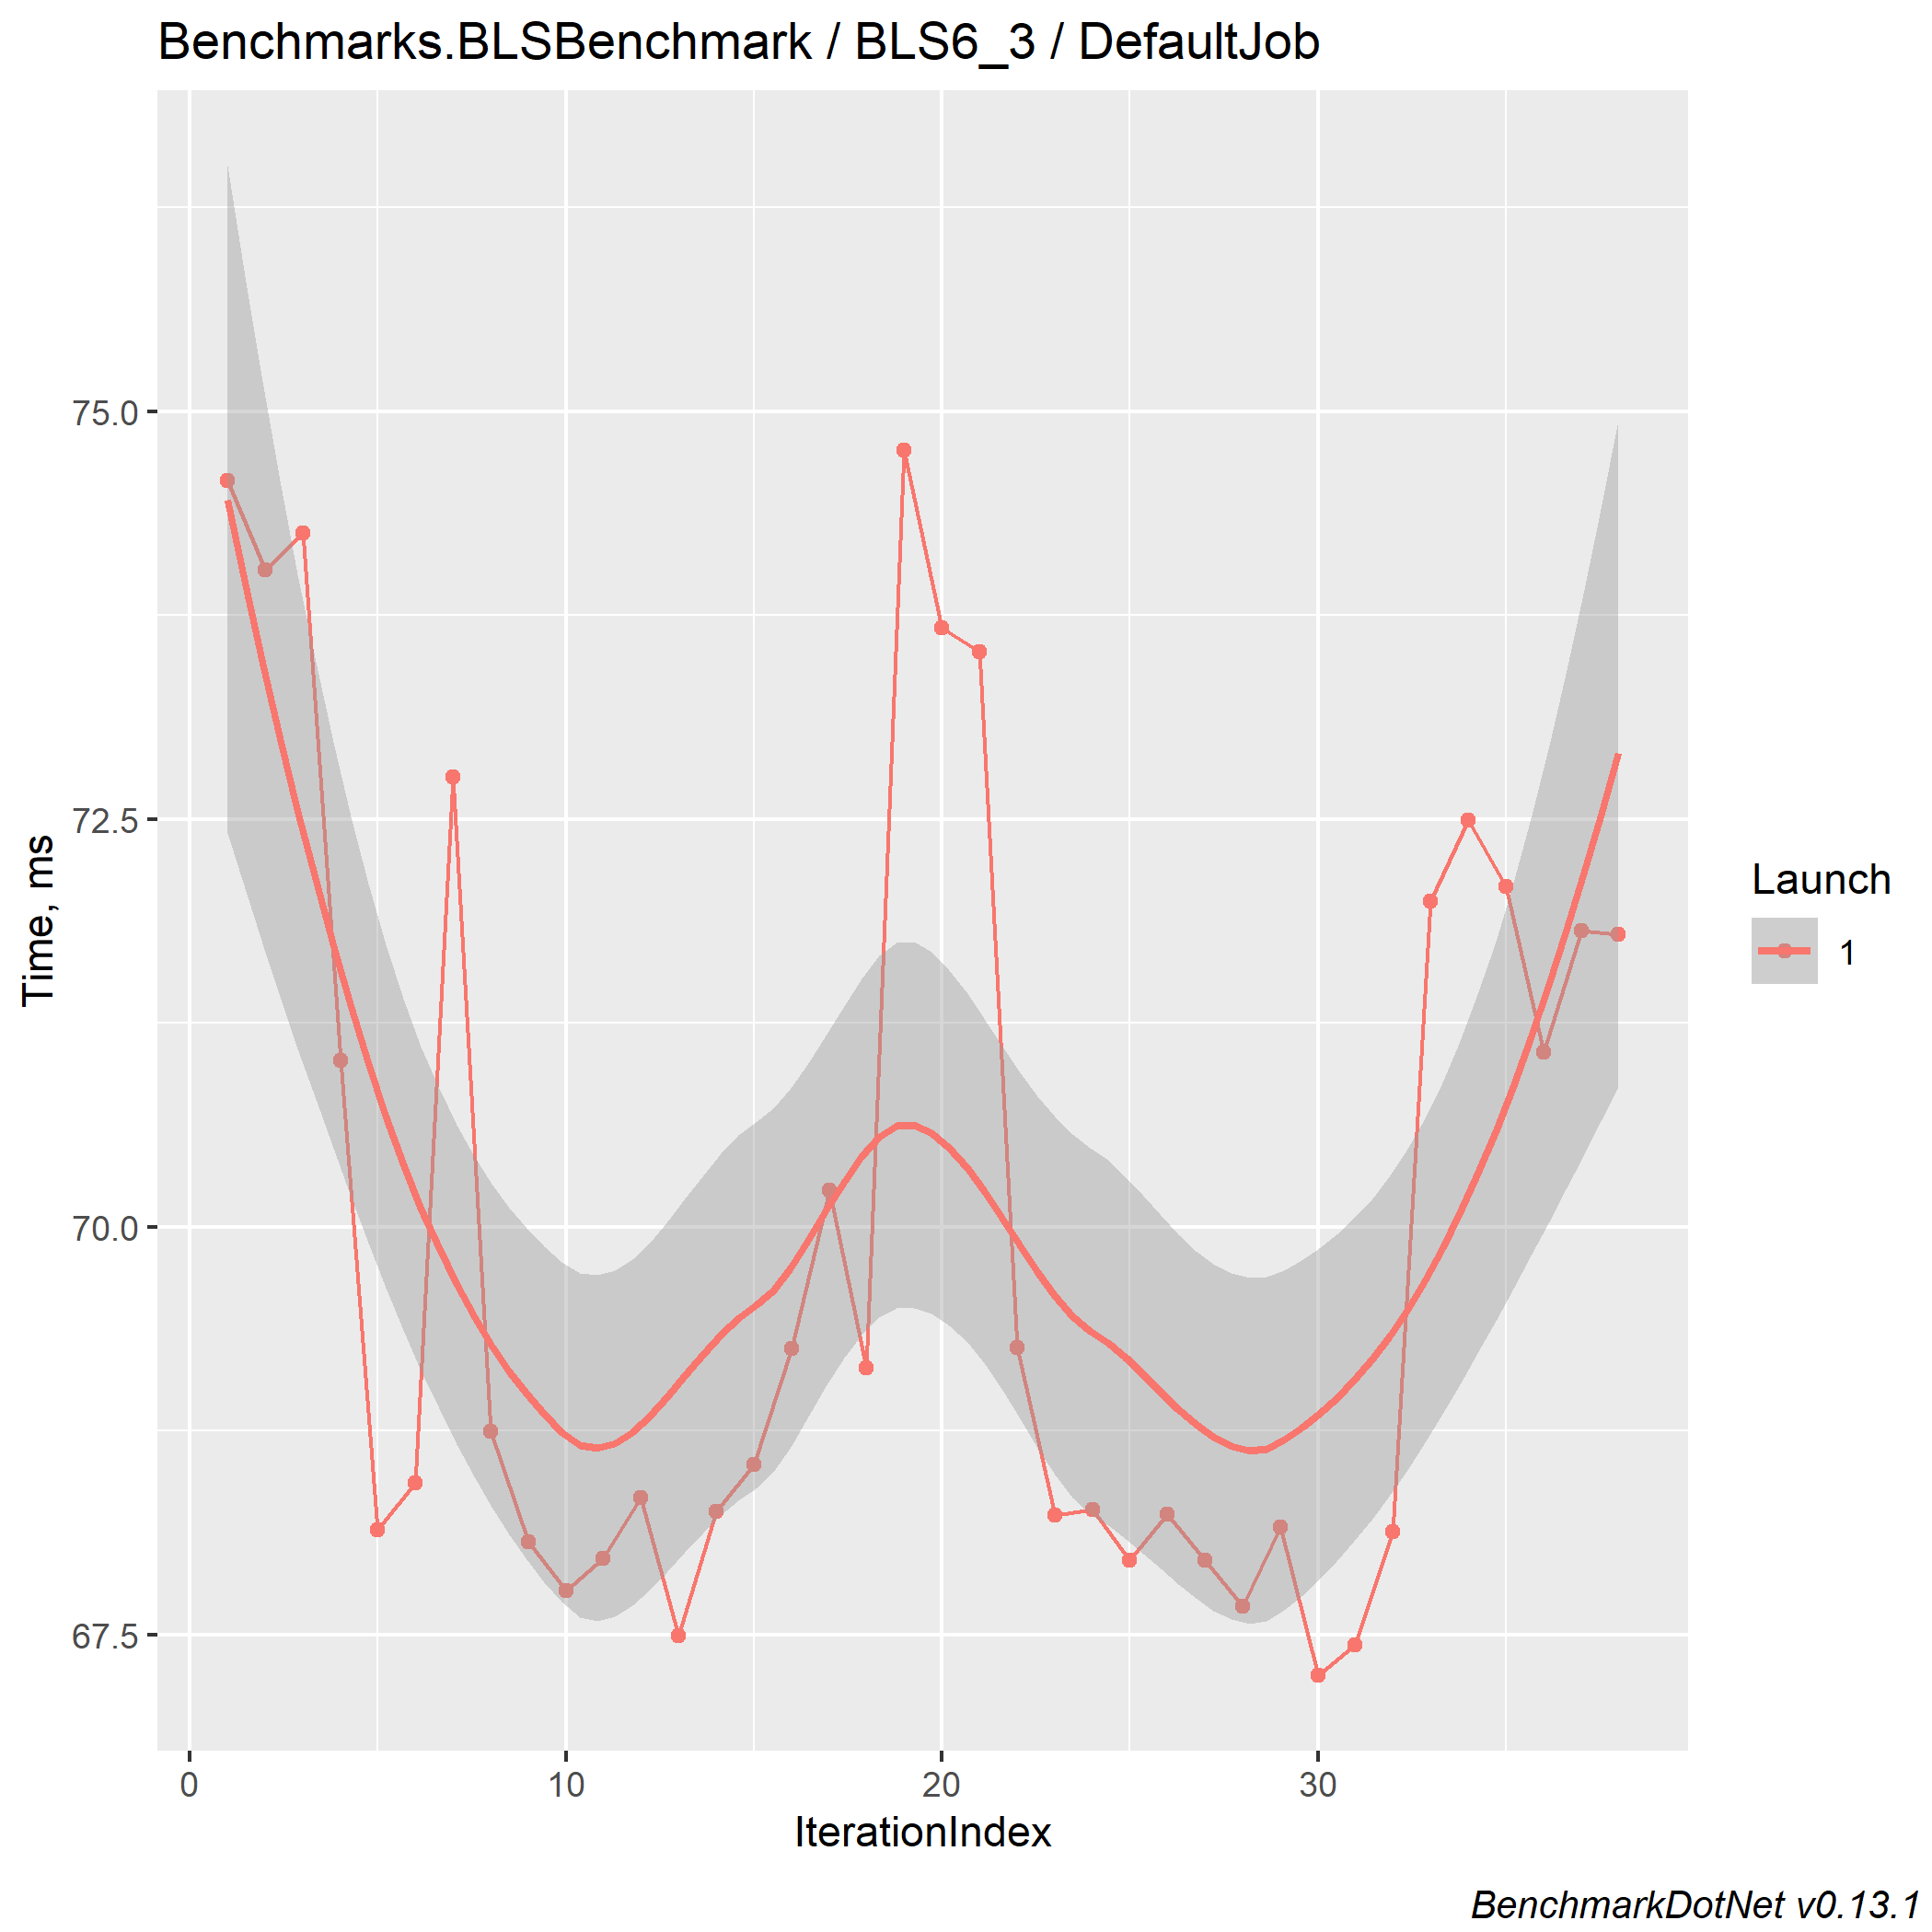 Benchmarks.BLSBenchmark / BLS6_3 / DefaultJob
75.0
72.5
70.0
67.5
Time, ms
0 10 20 30
IterationIndex
Launch
1
BenchmarkDotNet v0.13.1